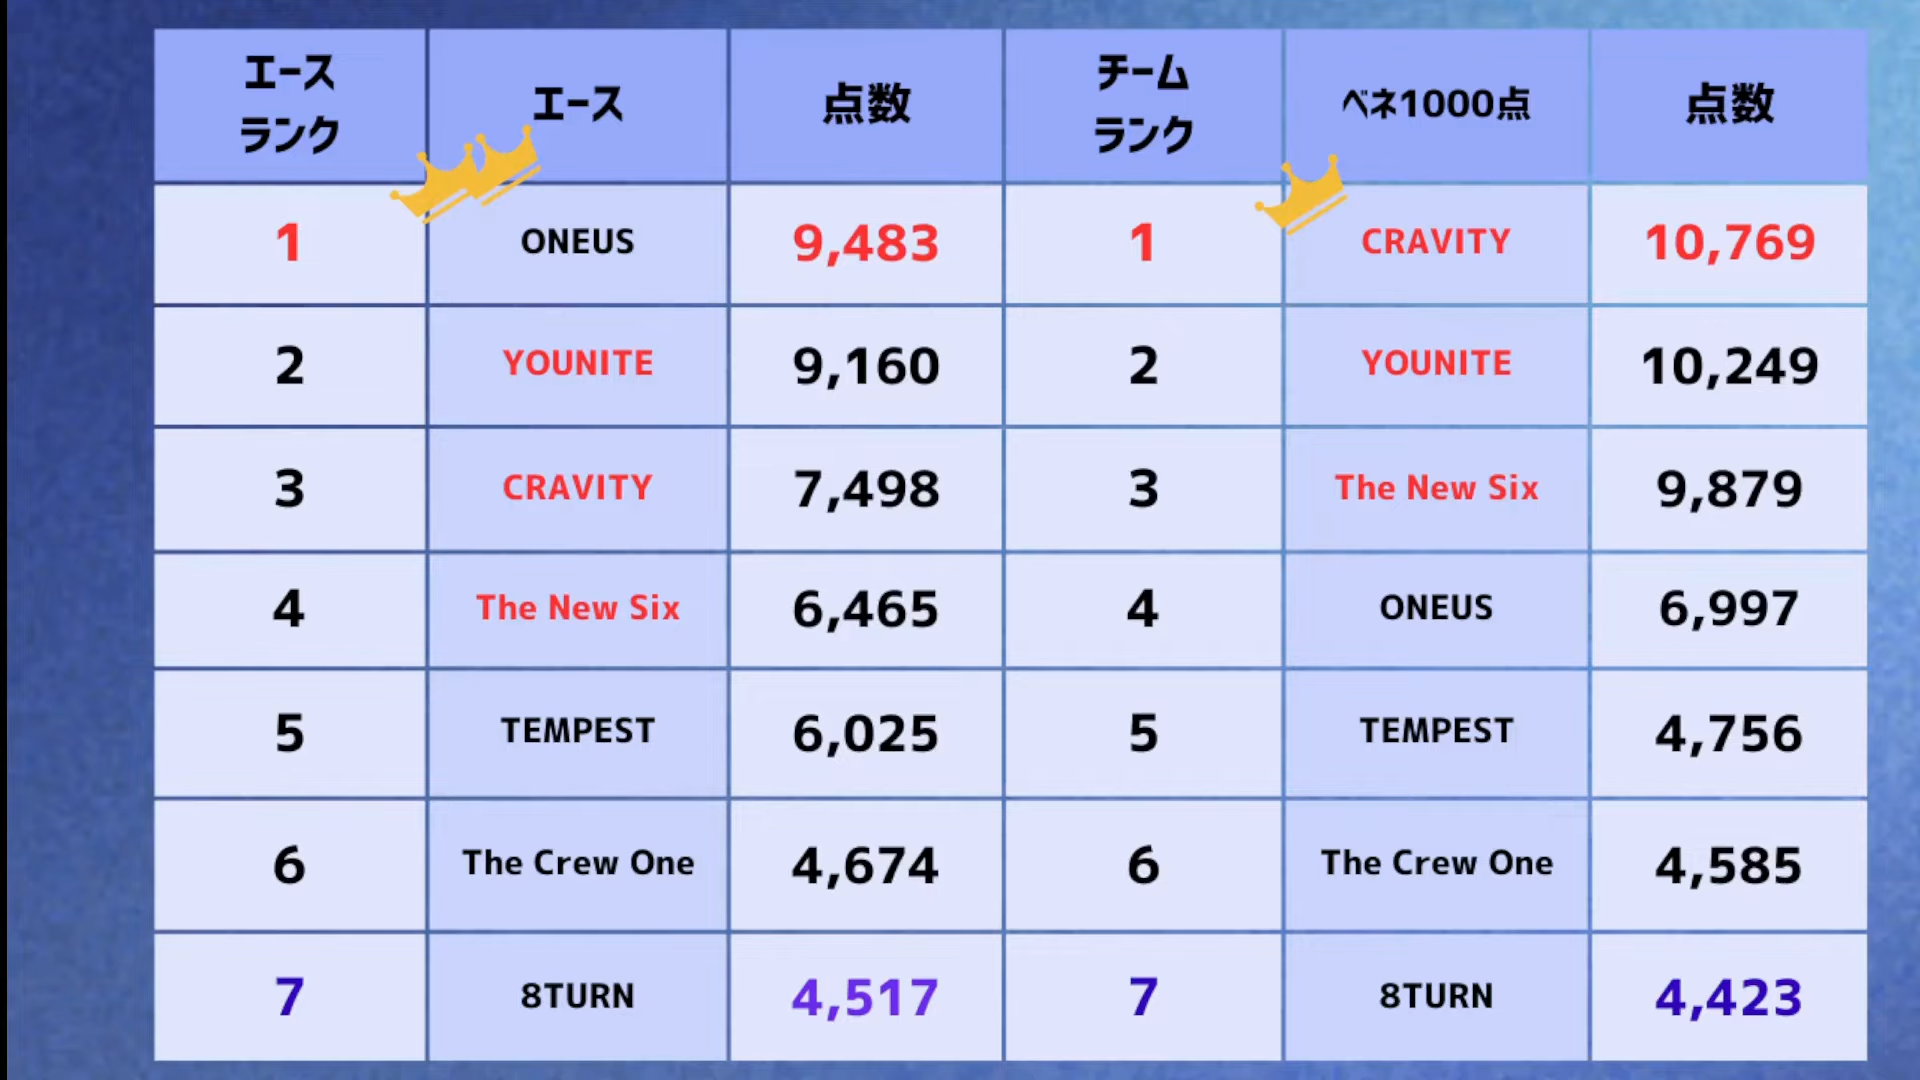 エース
ランク
エース
点数
チーム
ランク
ベネ1000点
点数
1 ONEUS 9,483 1 CRAVITY 10,769
2 YOUNITE 9,160 2 YOUNITE 10,249
3 CRAVITY 7,498 3 The New Six 9,879
4 The New Six 6,465 4 ONEUS 6,997
5 TEMPEST 6,025 5 TEMPEST 4,756
6 The Crew One 4,674 6 The Crew One 4,585
7 8TURN 4,517 7 8TURN 4,423